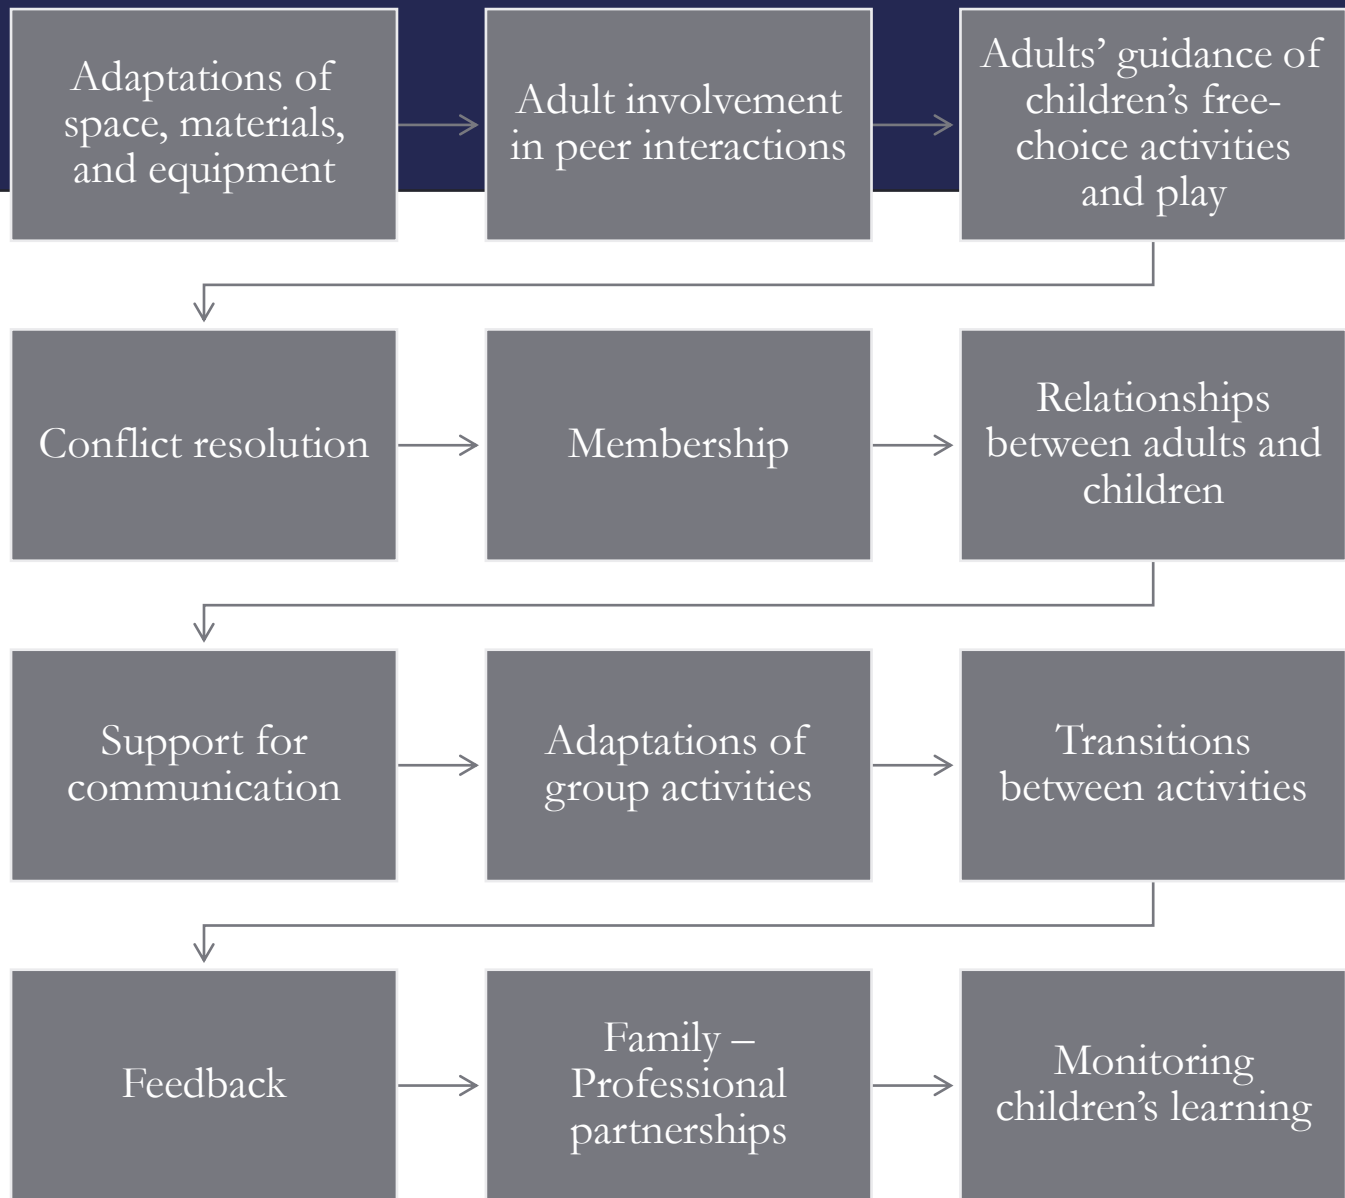 Adaptations of
space, materials,
and equipment
Adult involvement
in peer interactions
Adults’ guidance of
children’s free-
choice activities
and play
Conflict resolution
Membership
Relationships
between adults and
children
Support for
communication
Adaptations of
group activities
Transitions
between activities
Feedback
Family –
Professional
partnerships
Monitoring
children’s learning